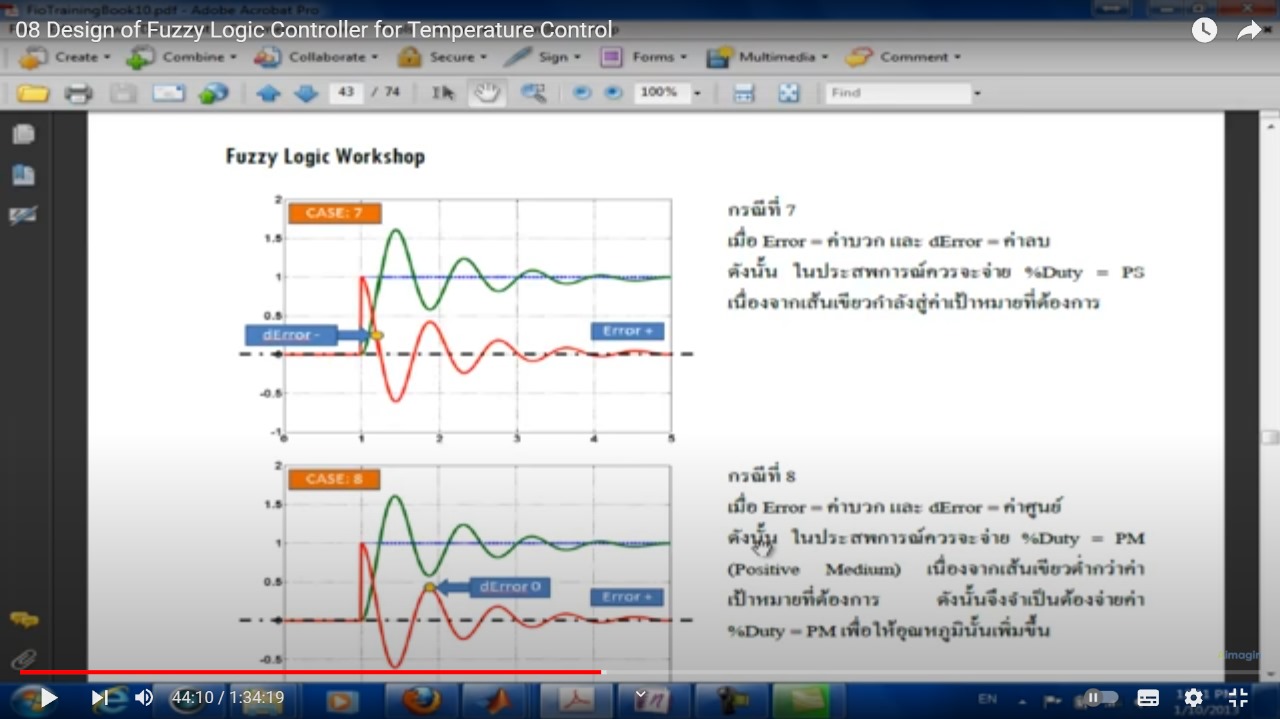 FioTrainingBook10.pdf - Adobe Acrobat Pro
08 Design of Fuzzy Logic Controller for Temperature Control
Create Combine Collaborate Secure Sign Forms Multimedia Comment
43 / 74 100% Find
Fuzzy Logic Workshop
CASE: 7
2
1.5
1
0.5
0
-0.5
-1
dError -
Error +
0 1 2 3 4 5
กรณีที่ 7
เมื่อ Error = ค่าบวก และ dError = ค่าลบ
ดังนั้น ในประสพการณ์ควรจะจ่าย %Duty = PS
เนื่องจากเส้นเขียวกำลังสู่ค่าเป้าหมายที่ต้องการ
CASE: 8
2
1.5
1
0.5
0
-0.5
dError 0
Error +
กรณีที่ 8
เมื่อ Error = ค่าบวก และ dError = ค่าศูนย์
ดังนั้น ในประสพการณ์ควรจะจ่าย %Duty = PM
(Positive Medium) เนื่องจากเส้นเขียวต่ำกว่าค่า
เป้าหมายที่ต้องการ ดังนั้นจึงจำเป็นต้องจ่ายค่า
%Duty = PM เพื่อให้อุณหภูมินั้นเพิ่มขึ้น
44:10 / 1:34:19
EN